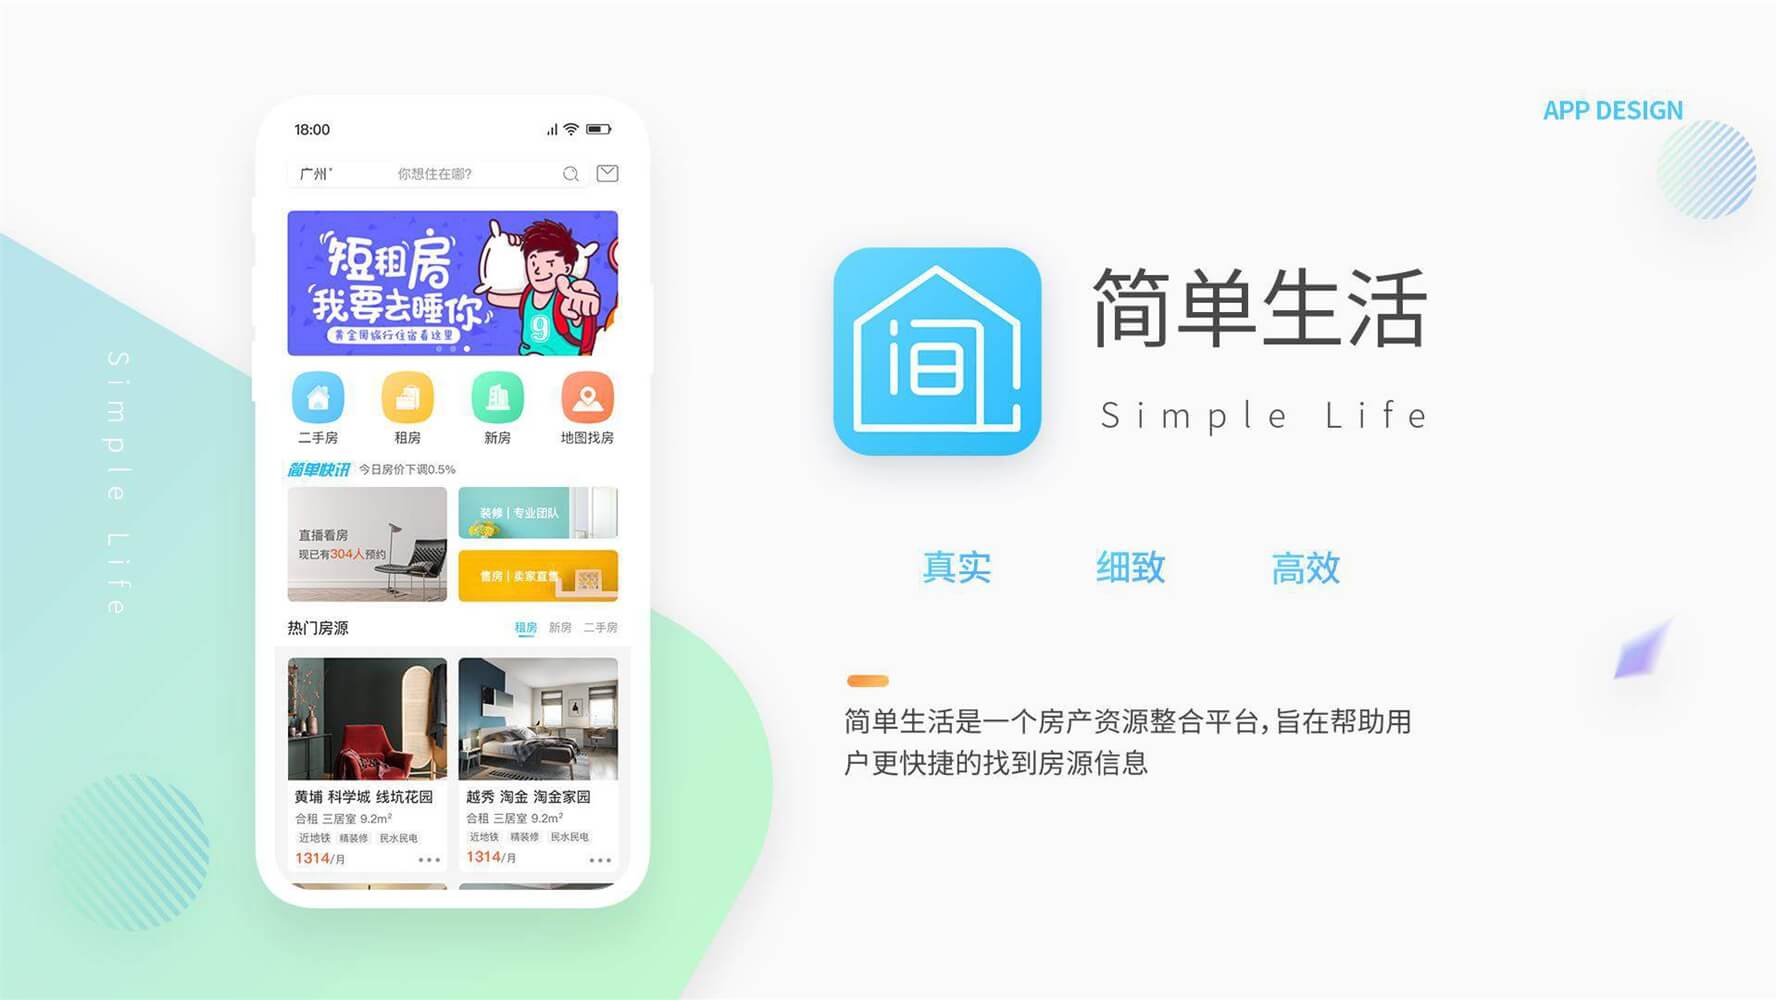 18:00
广州
你想住在哪?
短租房
我要去睡你
黄金周旅行住宿看这里
9
二手房
租房
新房
地图找房
简单快讯
今日房价下调0.5%
直播看房
现已有304人预约
装修 | 专业团队
售房 | 卖家直售
热门房源
租房
新房
二手房
黄埔 科学城 线坑花园
合租 三居室 9.2m²
近地铁 精装修 民水民电
1314/月
越秀 淘金 淘金家园
合租 三居室 9.2m²
近地铁 精装修 民水民电
1314/月
Simple Life
APP DESIGN
间
简单生活
Simple Life
真实
细致
高效
简单生活是一个房产资源整合平台,旨在帮助用
户更快捷的找到房源信息